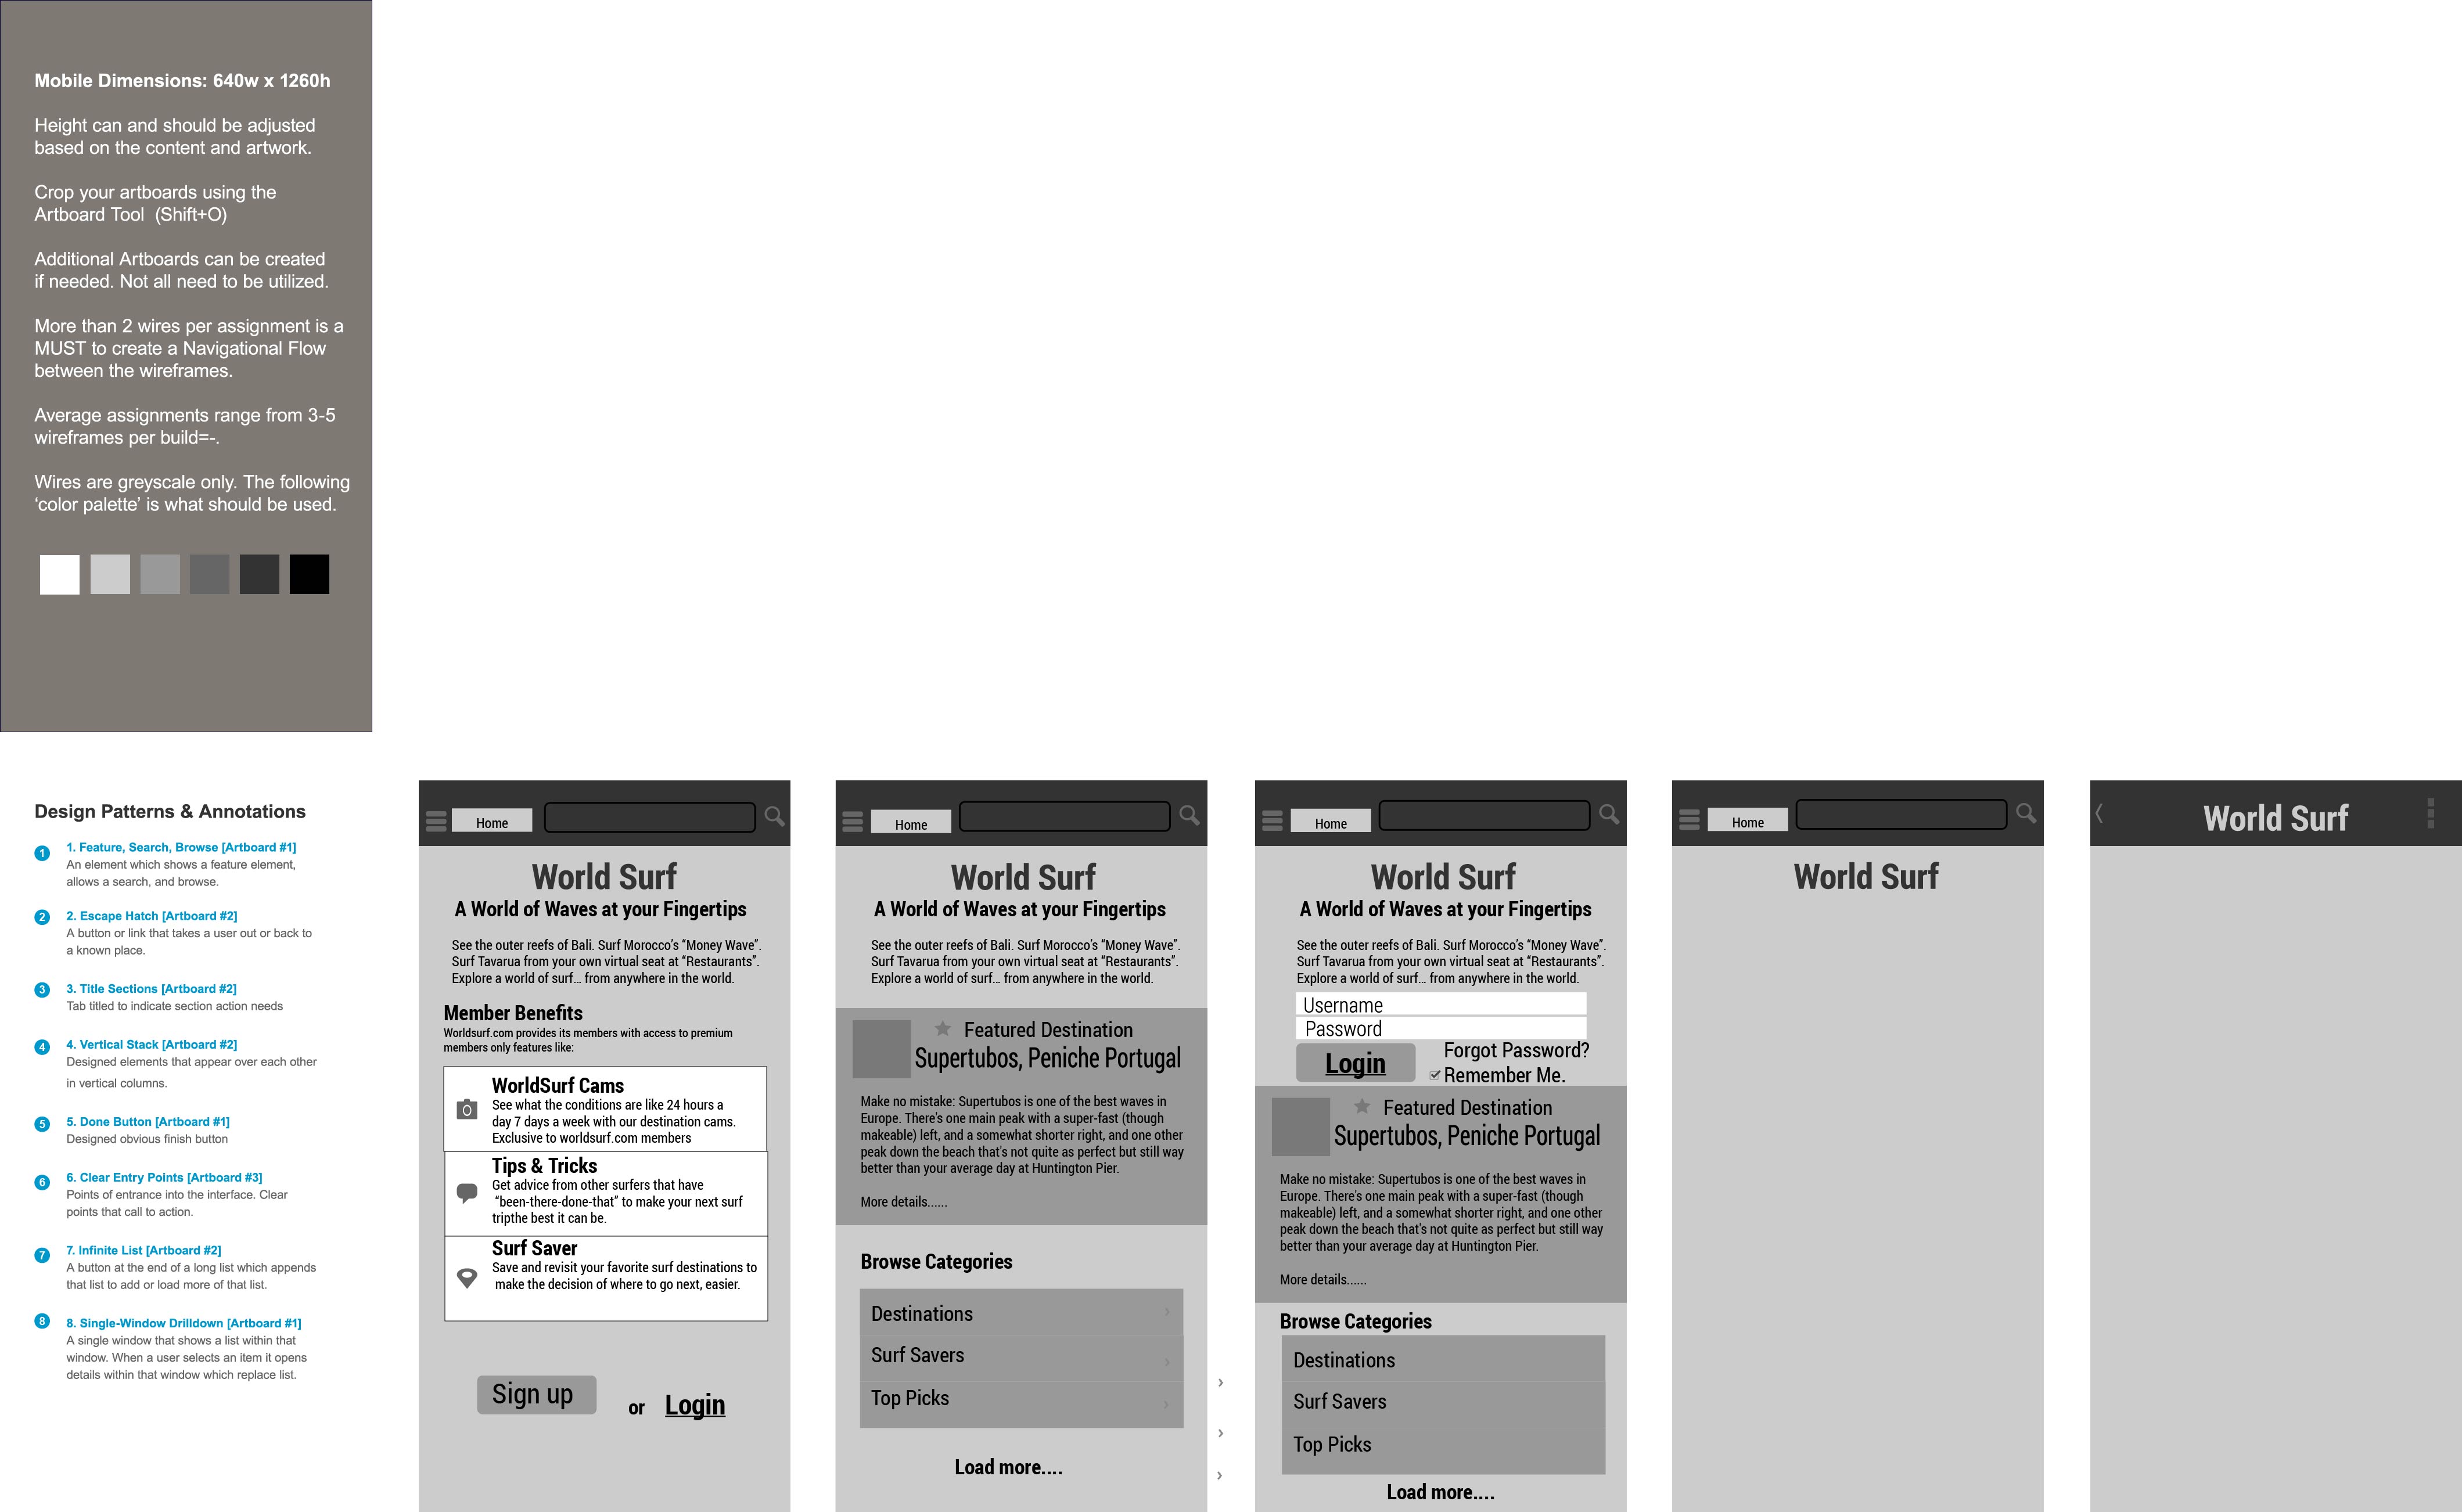 Mobile Dimensions: 640w x 1260h
Height can and should be adjusted
based on the content and artwork.
Crop your artboards using the
Artboard Tool  (Shift+O)
Additional Artboards can be created
if needed. Not all need to be utilized.
More than 2 wires per assignment is a
MUST to create a Navigational Flow
between the wireframes.
Average assignments range from 3-5
wireframes per build=-.
Wires are greyscale only. The following
‘color palette’ is what should be used.
Design Patterns & Annotations
1
1. Feature, Search, Browse [Artboard #1]
An element which shows a feature element,
allows a search, and browse.
2
2. Escape Hatch [Artboard #2]
A button or link that takes a user out or back to
a known place.
3
3. Title Sections [Artboard #2]
Tab titled to indicate section action needs
4
4. Vertical Stack [Artboard #2]
Designed elements that appear over each other
in vertical columns.
5
5. Done Button [Artboard #1]
Designed obvious finish button
6
6. Clear Entry Points [Artboard #3]
Points of entrance into the interface. Clear
points that call to action.
7
7. Infinite List [Artboard #2]
A button at the end of a long list which appends
that list to add or load more of that list.
8
8. Single-Window Drilldown [Artboard #1]
A single window that shows a list within that
window. When a user selects an item it opens
details within that window which replace list.
Home
World Surf
A World of Waves at your Fingertips
See the outer reefs of Bali. Surf Morocco's “Money Wave”.
Surf Tavarua from your own virtual seat at “Restaurants”.
Explore a world of surf... from anywhere in the world.
Member Benefits
Worldsurf.com provides its members with access to premium
members only features like:
WorldSurf Cams
See what the conditions are like 24 hours a
day 7 days a week with our destination cams.
Exclusive to worldsurf.com members
Tips & Tricks
Get advice from other surfers that have
“been-there-done-that” to make your next surf
tripthe best it can be.
Surf Saver
Save and revisit your favorite surf destinations to
make the decision of where to go next, easier.
Sign up
or
Login
Home
World Surf
A World of Waves at your Fingertips
See the outer reefs of Bali. Surf Morocco's “Money Wave”.
Surf Tavarua from your own virtual seat at “Restaurants”.
Explore a world of surf... from anywhere in the world.
Featured Destination
Supertubos, Peniche Portugal
Make no mistake: Supertubos is one of the best waves in
Europe. There's one main peak with a super-fast (though
makeable) left, and a somewhat shorter right, and one other
peak down the beach that's not quite as perfect but still way
better than your average day at Huntington Pier.
More details......
Browse Categories
Destinations
Surf Savers
Top Picks
Load more....
Home
World Surf
A World of Waves at your Fingertips
See the outer reefs of Bali. Surf Morocco's “Money Wave”.
Surf Tavarua from your own virtual seat at “Restaurants”.
Explore a world of surf... from anywhere in the world.
Username
Password
Login
Forgot Password?
Remember Me.
Featured Destination
Supertubos, Peniche Portugal
Make no mistake: Supertubos is one of the best waves in
Europe. There's one main peak with a super-fast (though
makeable) left, and a somewhat shorter right, and one other
peak down the beach that's not quite as perfect but still way
better than your average day at Huntington Pier.
More details......
Browse Categories
Destinations
Surf Savers
Top Picks
Load more....
Home
World Surf
World Surf